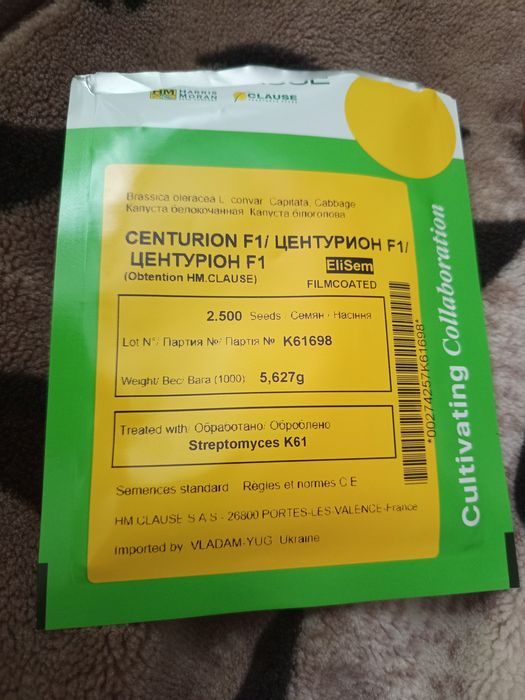 HM HARRIS MORAN CLAUSE
Brassica oleracea L. convar. Capitata, Cabbage
Капуста белокочанная Капуста білоголова
CENTURION F1/ ЦЕНТУРИОН F1/
ЦЕНТУРІОН F1 EliSem
(Obtention HM.CLAUSE) FILMCOATED
2.500 Seeds / Семян / Насіння
Lot N°/ Партия №/ Партія № K61698
Weight/ Вес/ Вага (1000) 5,627g
Treated with/ Обработано/ Оброблено
Streptomyces K61
Semences standard Règles et normes C E
HM CLAUSE S A S - 26800 PORTES-LES-VALENCE-France
Imported by VLADAM-YUG Ukraine
*00274257K61698*
Cultivating Collaboration